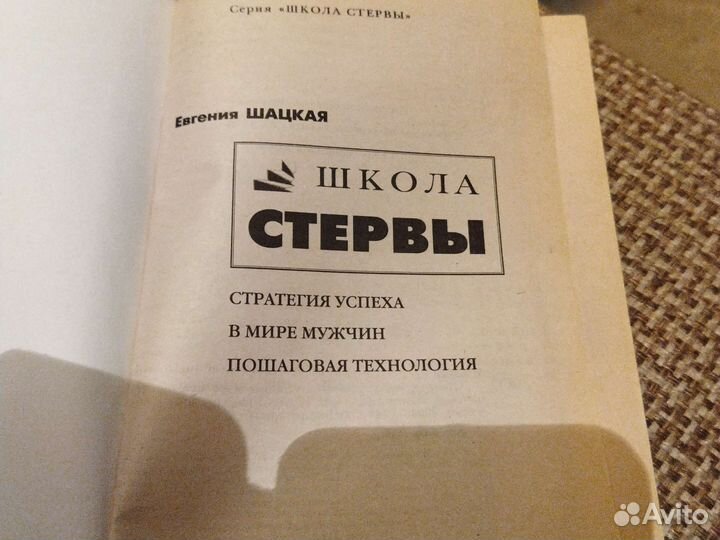 Серия «ШКОЛА СТЕРВЫ»
Евгения ШАЦКАЯ
ШКОЛА
СТЕРВЫ
СТРАТЕГИЯ УСПЕХА
В МИРЕ МУЖЧИН
ПОШАГОВАЯ ТЕХНОЛОГИЯ
Avito